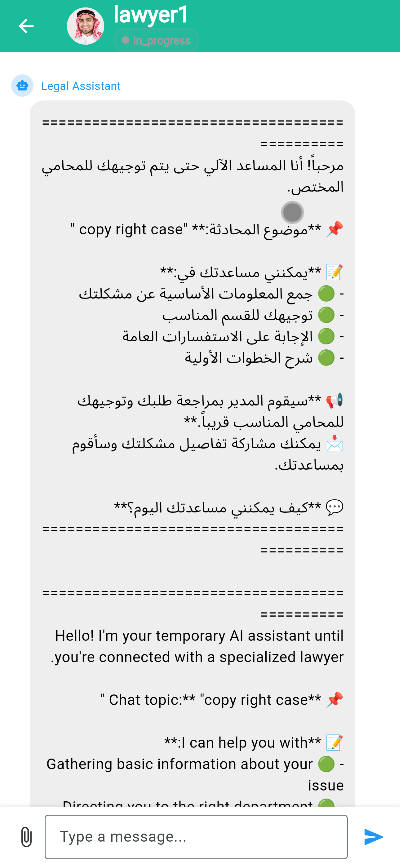 lawyer1
In_progress
Legal Assistant
====================================
==========
مرحباً! أنا المساعد الآلي حتى يتم توجيهك للمحامي
المختص.
📌 **موضوع المحادثة:** "copy right case "
📝 **يمكنني مساعدتك في:**
- 🟢 جمع المعلومات الأساسية عن مشكلتك
- 🟢 توجيهك للقسم المناسب
- 🟢 الإجابة على الاستفسارات العامة
- 🟢 شرح الخطوات الأولية
📢 **سيقوم المدير بمراجعة طلبك وتوجيهك
للمحامي المناسب قريباً.**
📩 يمكنك مشاركة تفاصيل مشكلتك وسأقوم
بمساعدتك.
💬 **كيف يمكنني مساعدتك اليوم؟**
====================================
==========
====================================
==========
Hello! I'm your temporary AI assistant until
you're connected with a specialized lawyer.
📌 **Chat topic:** "copy right case "
📝 **I can help you with:**
- 🟢 Gathering basic information about your
issue
- 🟢 Directing you to the right department
Type a message...